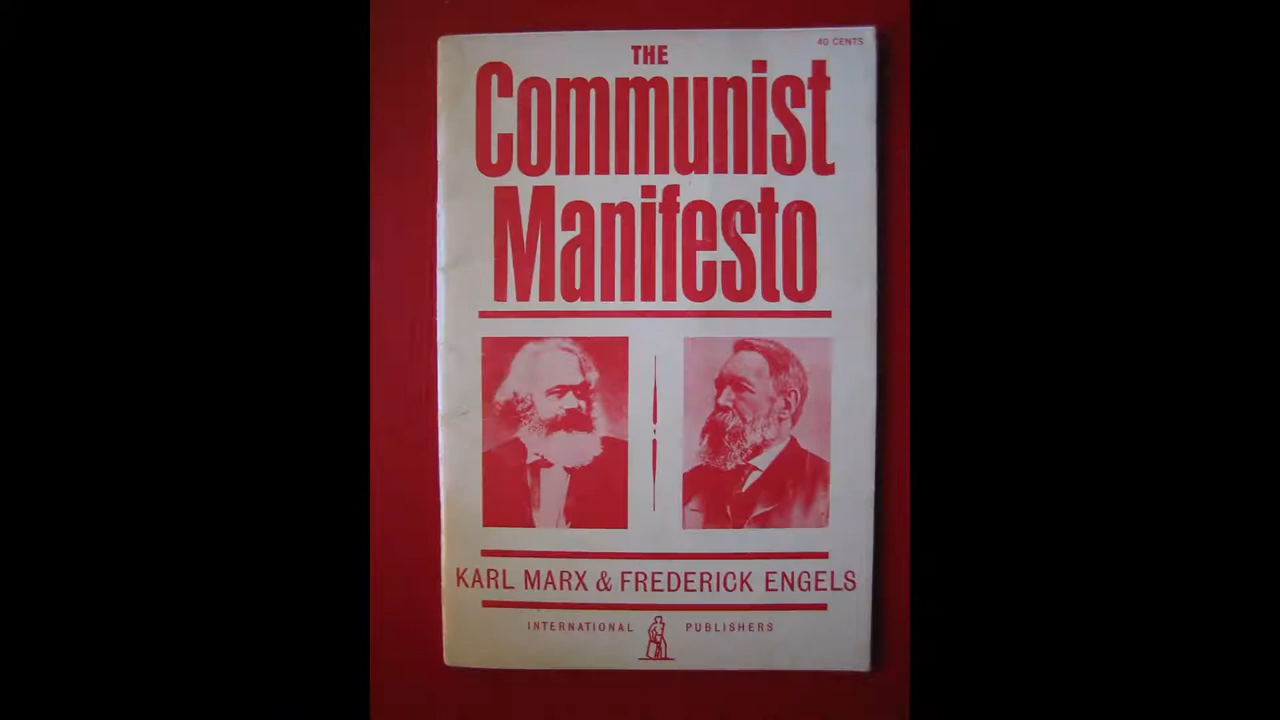 40 CENTS
THE
Communist
Manifesto
KARL MARX & FREDERICK ENGELS
INTERNATIONAL PUBLISHERS